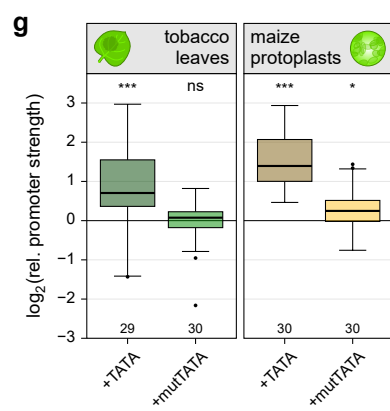 g
tobacco
leaves
maize
protoplasts
*** ns *** *
log2(rel. promoter strength)
3
2
1
0
−1
−2
−3
29 30 30 30
+TATA +mutTATA +TATA +mutTATA